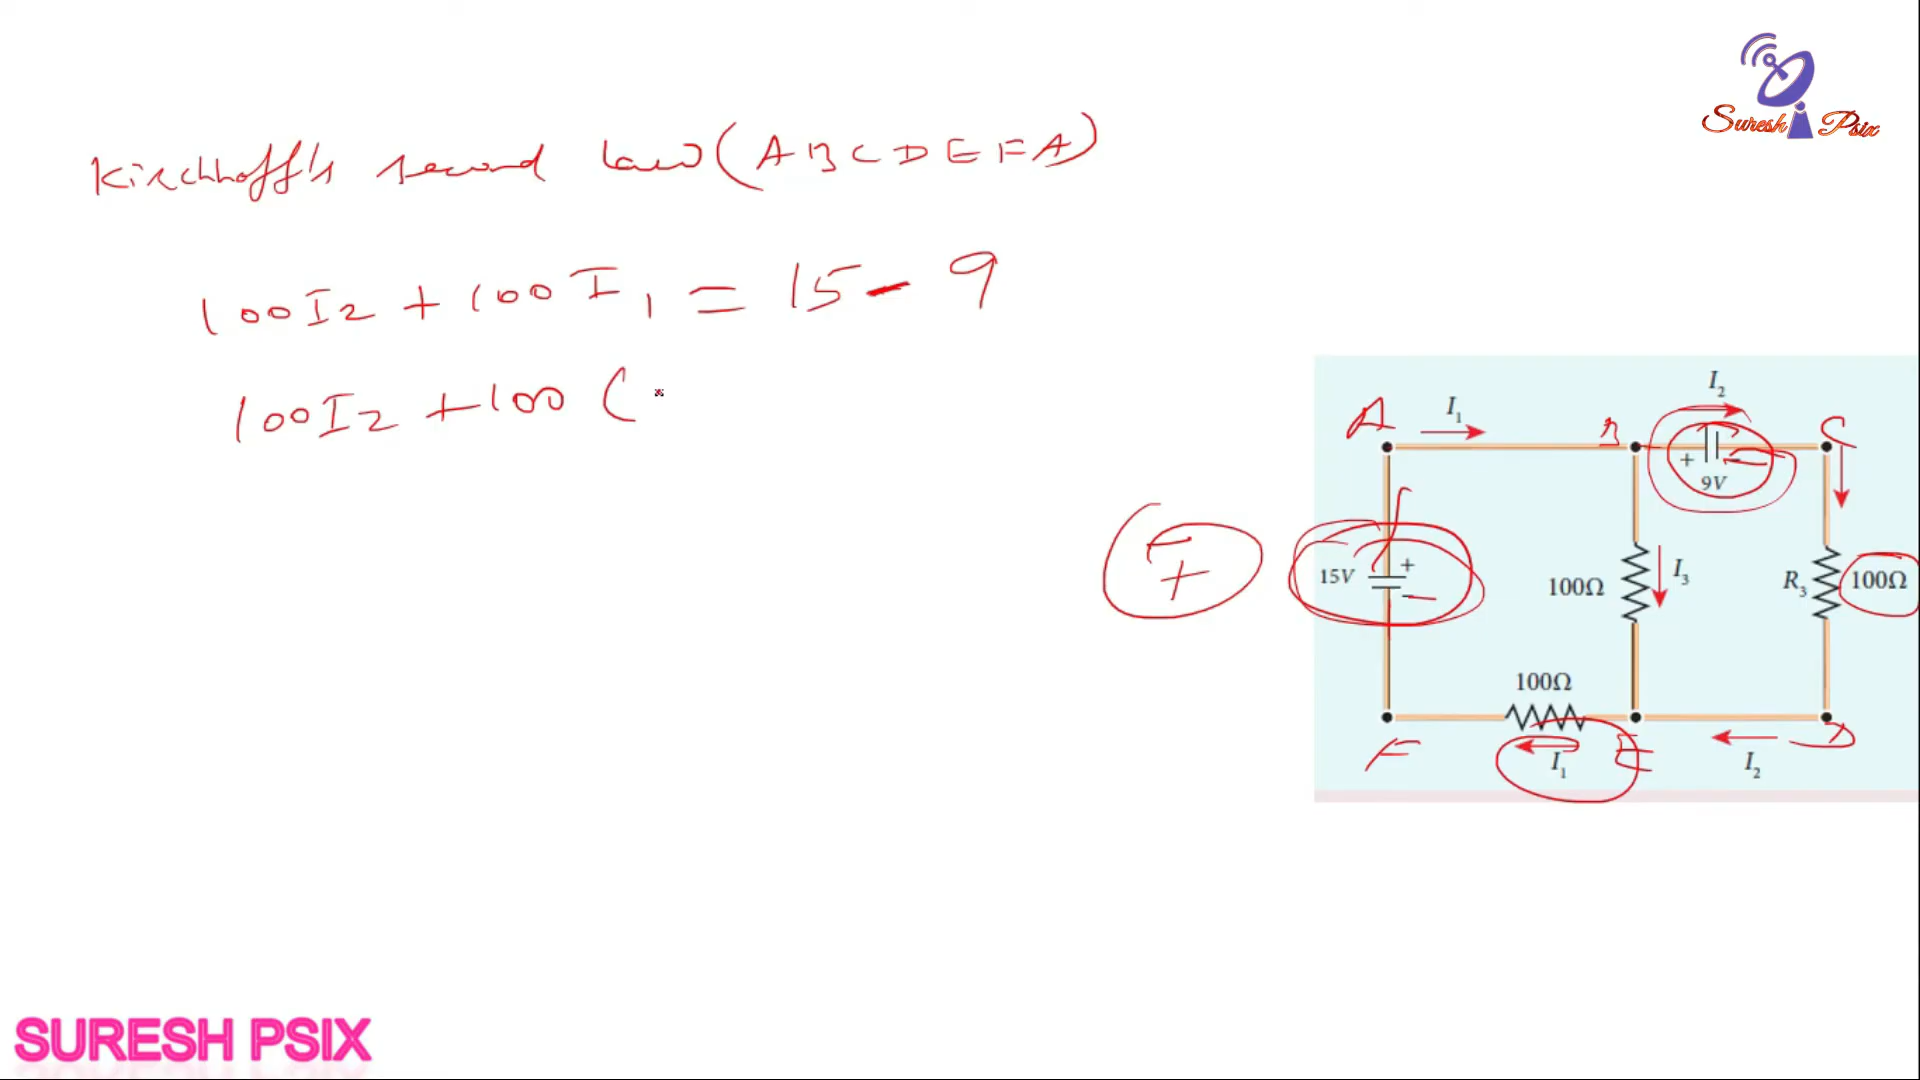 Suresh Psix
Kirchhoff's second law (ABCDEFA)
100I₂ + 100I₁ = 15 - 9
100I₂ + 100 (
I₂
A I₁ B C
+ -
9V
+
15V + -
100Ω I₃ R₃ 100Ω
100Ω
F I₁ E I₂ D
SURESH PSIX